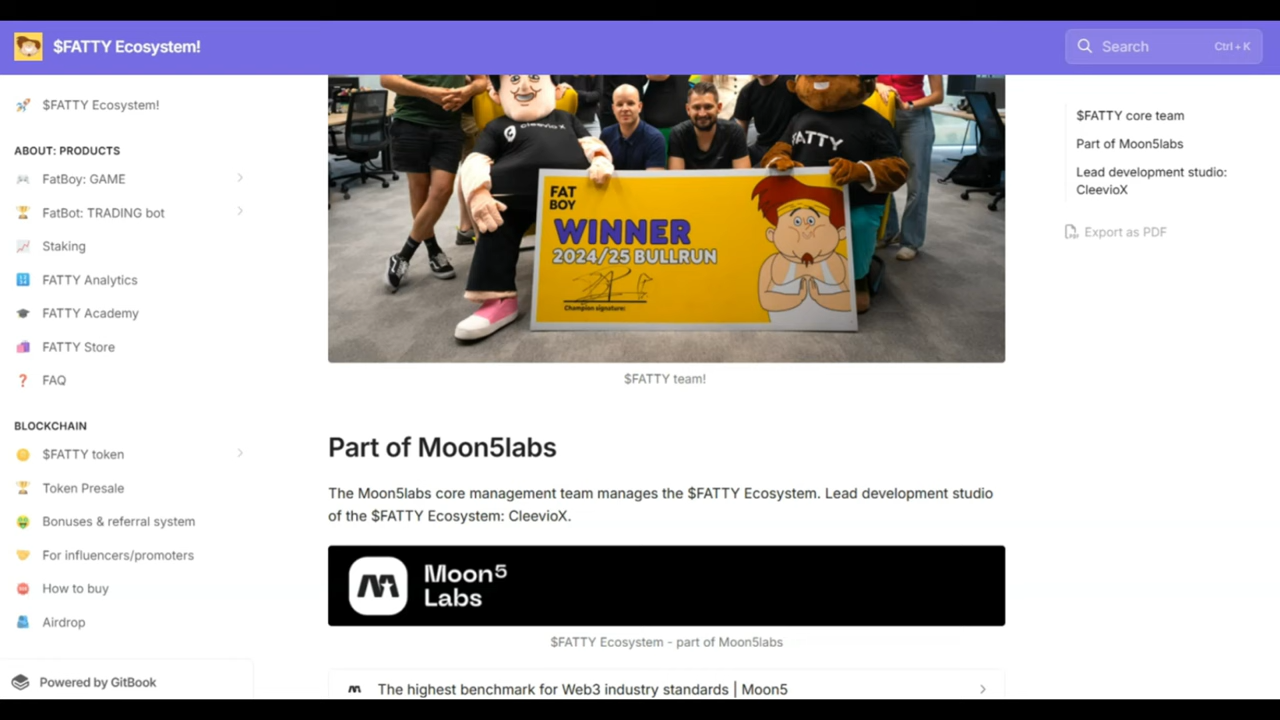 $FATTY Ecosystem!
Search
Ctrl + K
$FATTY Ecosystem!
ABOUT: PRODUCTS
FatBoy: GAME
FatBot: TRADING bot
Staking
FATTY Analytics
FATTY Academy
FATTY Store
FAQ
BLOCKCHAIN
$FATTY token
Token Presale
Bonuses & referral system
For influencers/promoters
How to buy
Airdrop
Powered by GitBook
CleevioX
FATTY
FAT
BOY
WINNER
2024/25 BULLRUN
Champion signature:
$FATTY team!
Part of Moon5labs
The Moon5labs core management team manages the $FATTY Ecosystem. Lead development studio
of the $FATTY Ecosystem: CleevioX.
Moon⁵
Labs
$FATTY Ecosystem - part of Moon5labs
The highest benchmark for Web3 industry standards | Moon5
$FATTY core team
Part of Moon5labs
Lead development studio:
CleevioX
Export as PDF